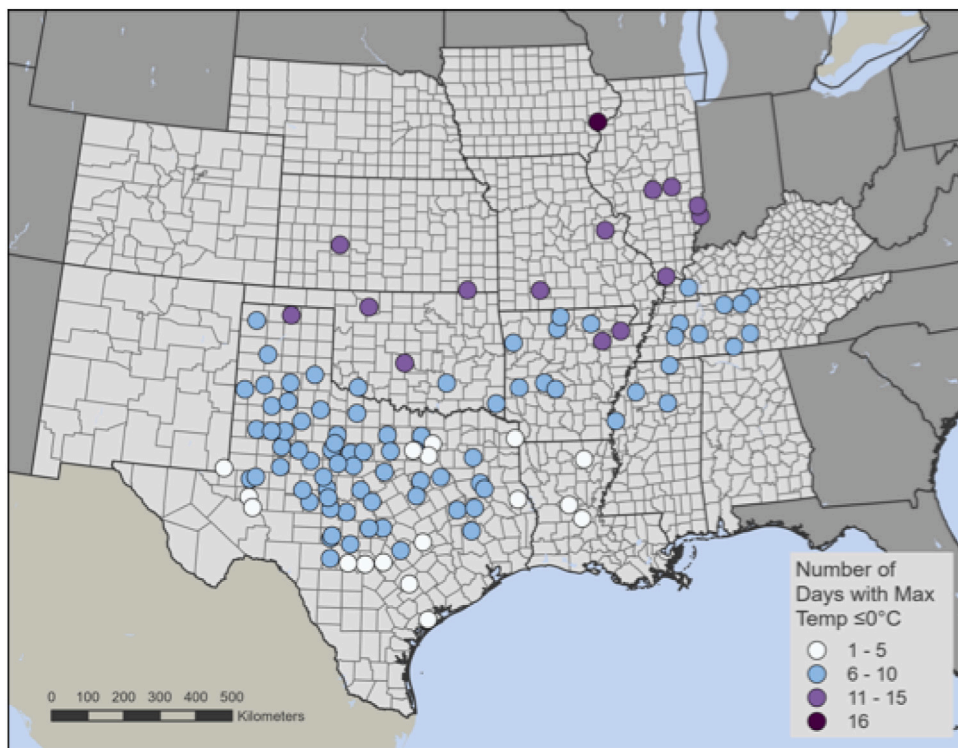 Number of
Days with Max
Temp ≤0°C
1 - 5
6 - 10
11 - 15
16
0 100 200 300 400 500
Kilometers